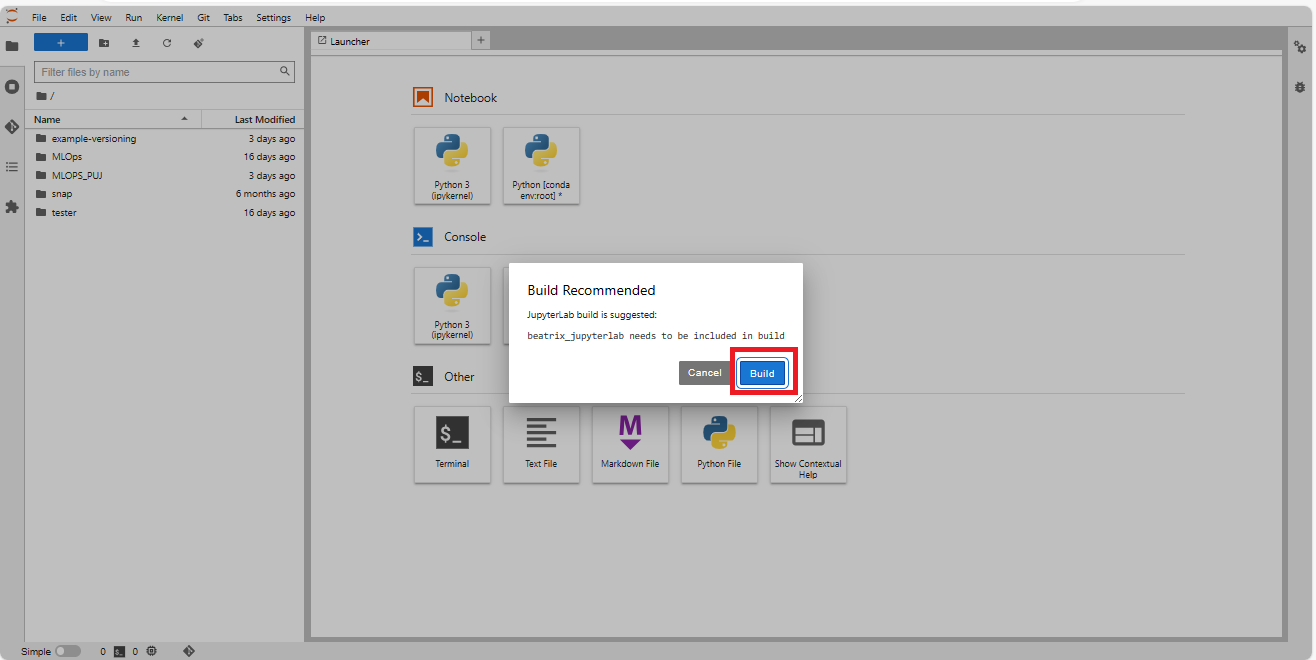 File Edit View Run Kernel Git Tabs Settings Help
+
Filter files by name
/
Name Last Modified
example-versioning 3 days ago
MLOps 16 days ago
MLOPS_PUJ 3 days ago
snap 6 months ago
tester 16 days ago
Launcher +
Notebook
Python 3
(ipykernel)
Python [conda
env:root] *
>_ Console
Python 3
(ipykernel)
Build Recommended
JupyterLab build is suggested:
beatrix_jupyterlab needs to be included in build
Cancel Build
$_ Other
$_
Terminal
Text File
M
Markdown File
Python File
Show Contextual
Help
Simple 0 $_ 0